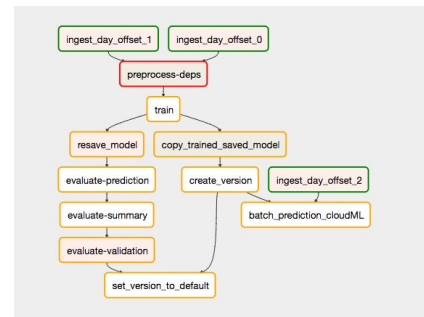 ingest_day_offset_1
ingest_day_offset_0
preprocess-deps
train
resave_model
copy_trained_saved_model
evaluate-prediction
create_version
ingest_day_offset_2
evaluate-summary
batch_prediction_cloudML
evaluate-validation
set_version_to_default